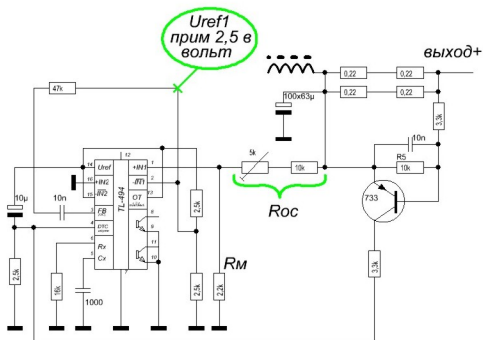 Uref1
прим 2,5 в
вольт
выход+
47k
0,22 0,22
0,22 0,22
100x63µ
3,3k
10n
R5
10k
733
5k
10k
Roc
12
14 Uref +IN1 1
16 +IN2 -IN1 2
15 -IN2 13
TL-494
OT
3 FB
4 DTC
6 Rx
5 Cx
8
9
11
10
7
10µ
10n
2,5k
2,5k
Rм
16k
1000
2,5k
2,2k
3,3k